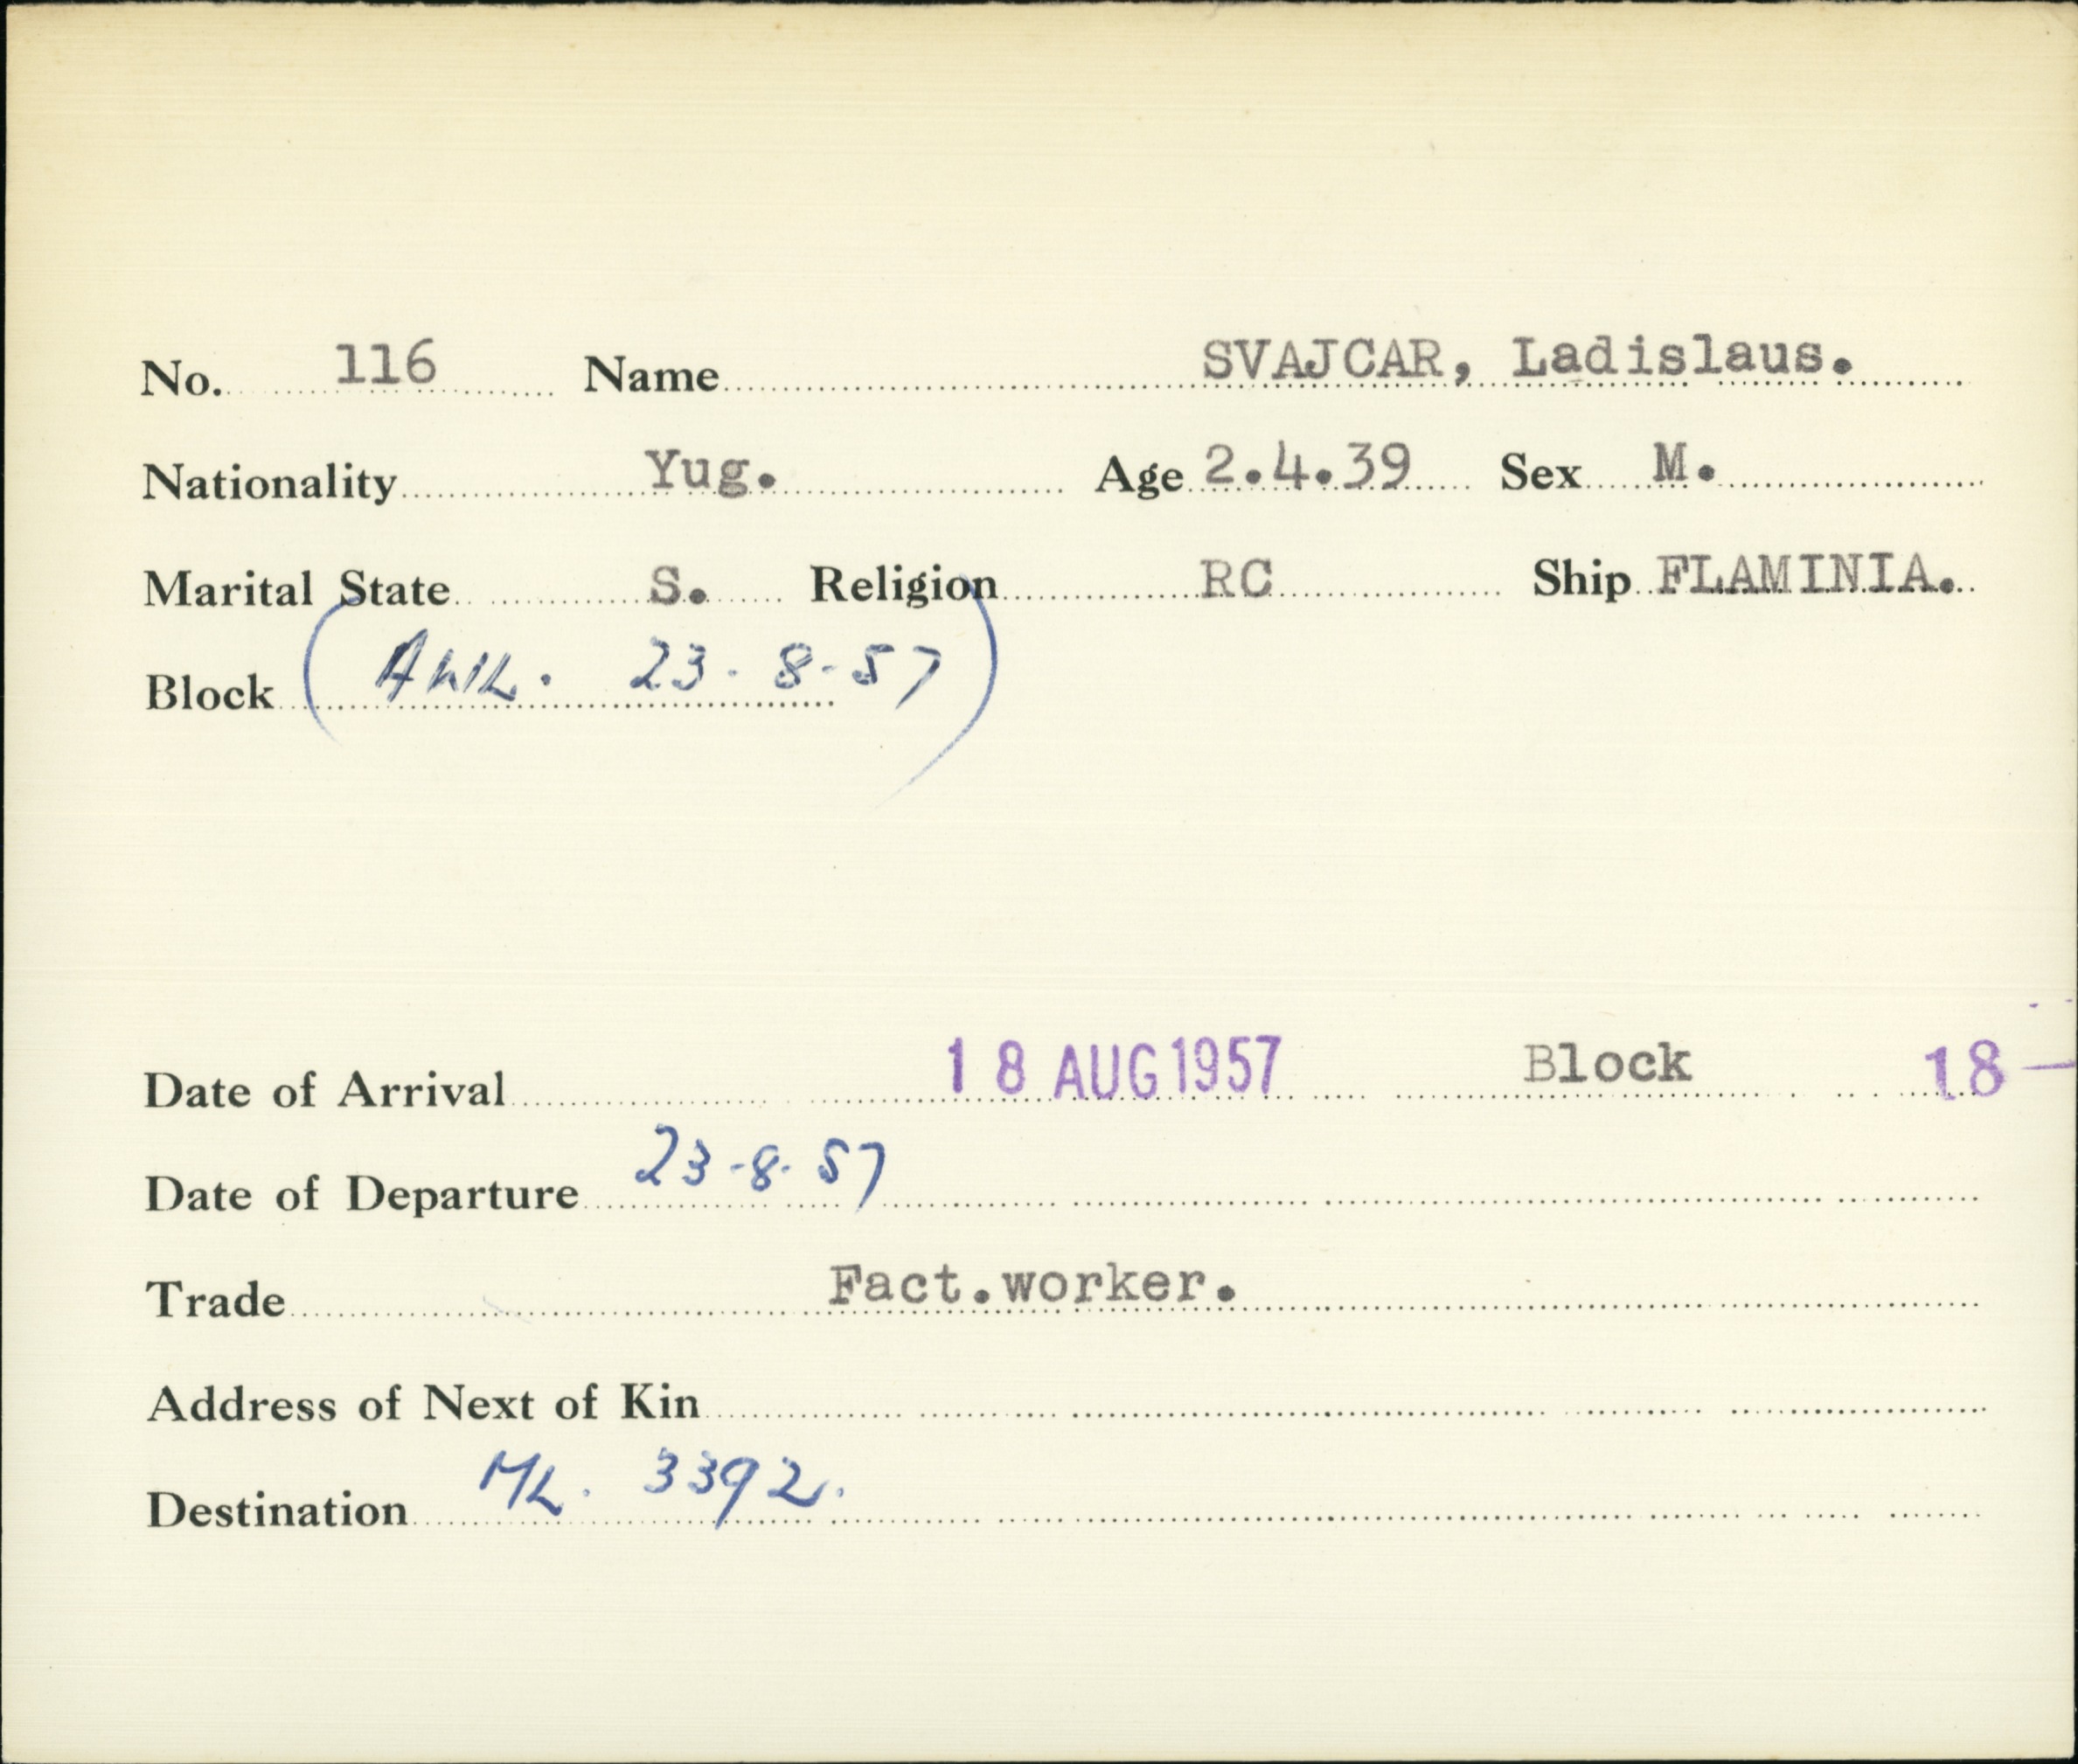 No. 116 Name SVAJCAR, Ladislaus.
Nationality Yug. Age 2.4.39 Sex M.
Marital State S. Religion RC Ship FLAMINIA.
Block ( 23-8-57 )
Date of Arrival 18 AUG 1957 Block 18 -
Date of Departure 23-8-57
Trade Fact.worker.
Address of Next of Kin
Destination ML. 3392.